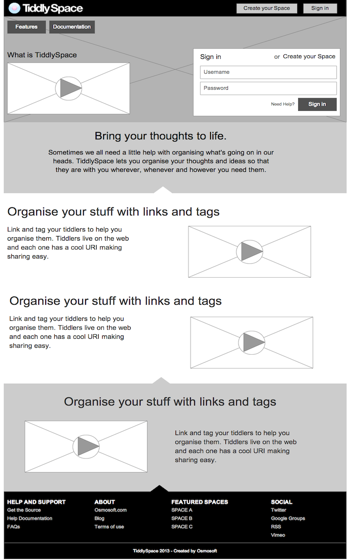 TiddlySpace
Create your Space
Sign in
Features
Documentation
What is TiddlySpace
Sign in
or Create your Space
Username
Password
Need Help?
Sign in
Bring your thoughts to life.
Sometimes we all need a little help with organising what's going on in our
heads. TiddlySpace lets you organise your thoughts and ideas so that
they are with you wherever, whenever and however you need them.
Organise your stuff with links and tags
Link and tag your tiddlers to help you
organise them. Tiddlers live on the web
and each one has a cool URI making
sharing easy.
Organise your stuff with links and tags
Link and tag your tiddlers to help you
organise them. Tiddlers live on the web
and each one has a cool URI making
sharing easy.
Organise your stuff with links and tags
Link and tag your tiddlers to help you
organise them. Tiddlers live on the web
and each one has a cool URI making
sharing easy.
HELP AND SUPPORT
Get the Source
Help Documentation
FAQs
ABOUT
Osmosoft.com
Blog
Terms of use
FEATURED SPACES
SPACE A
SPACE B
SPACE C
SOCIAL
Twitter
Google Groups
RSS
Vimeo
TiddlySpace 2013 - Created by Osmosoft